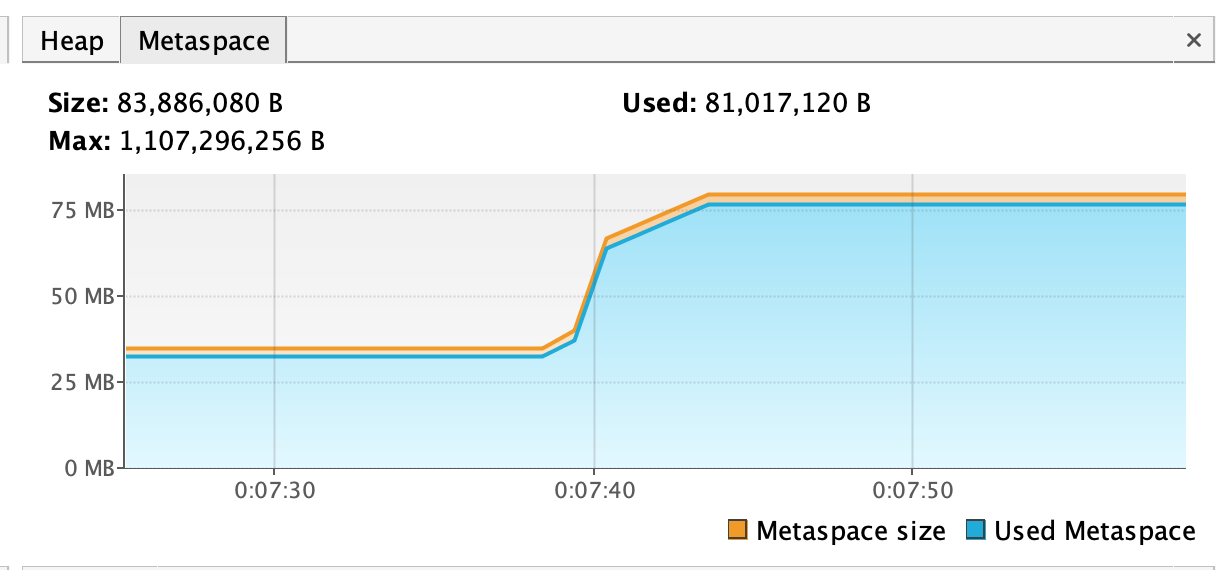 Heap Metaspace ×
Size: 83,886,080 B Used: 81,017,120 B
Max: 1,107,296,256 B
75 MB
50 MB
25 MB
0 MB
0:07:30 0:07:40 0:07:50
Metaspace size Used Metaspace